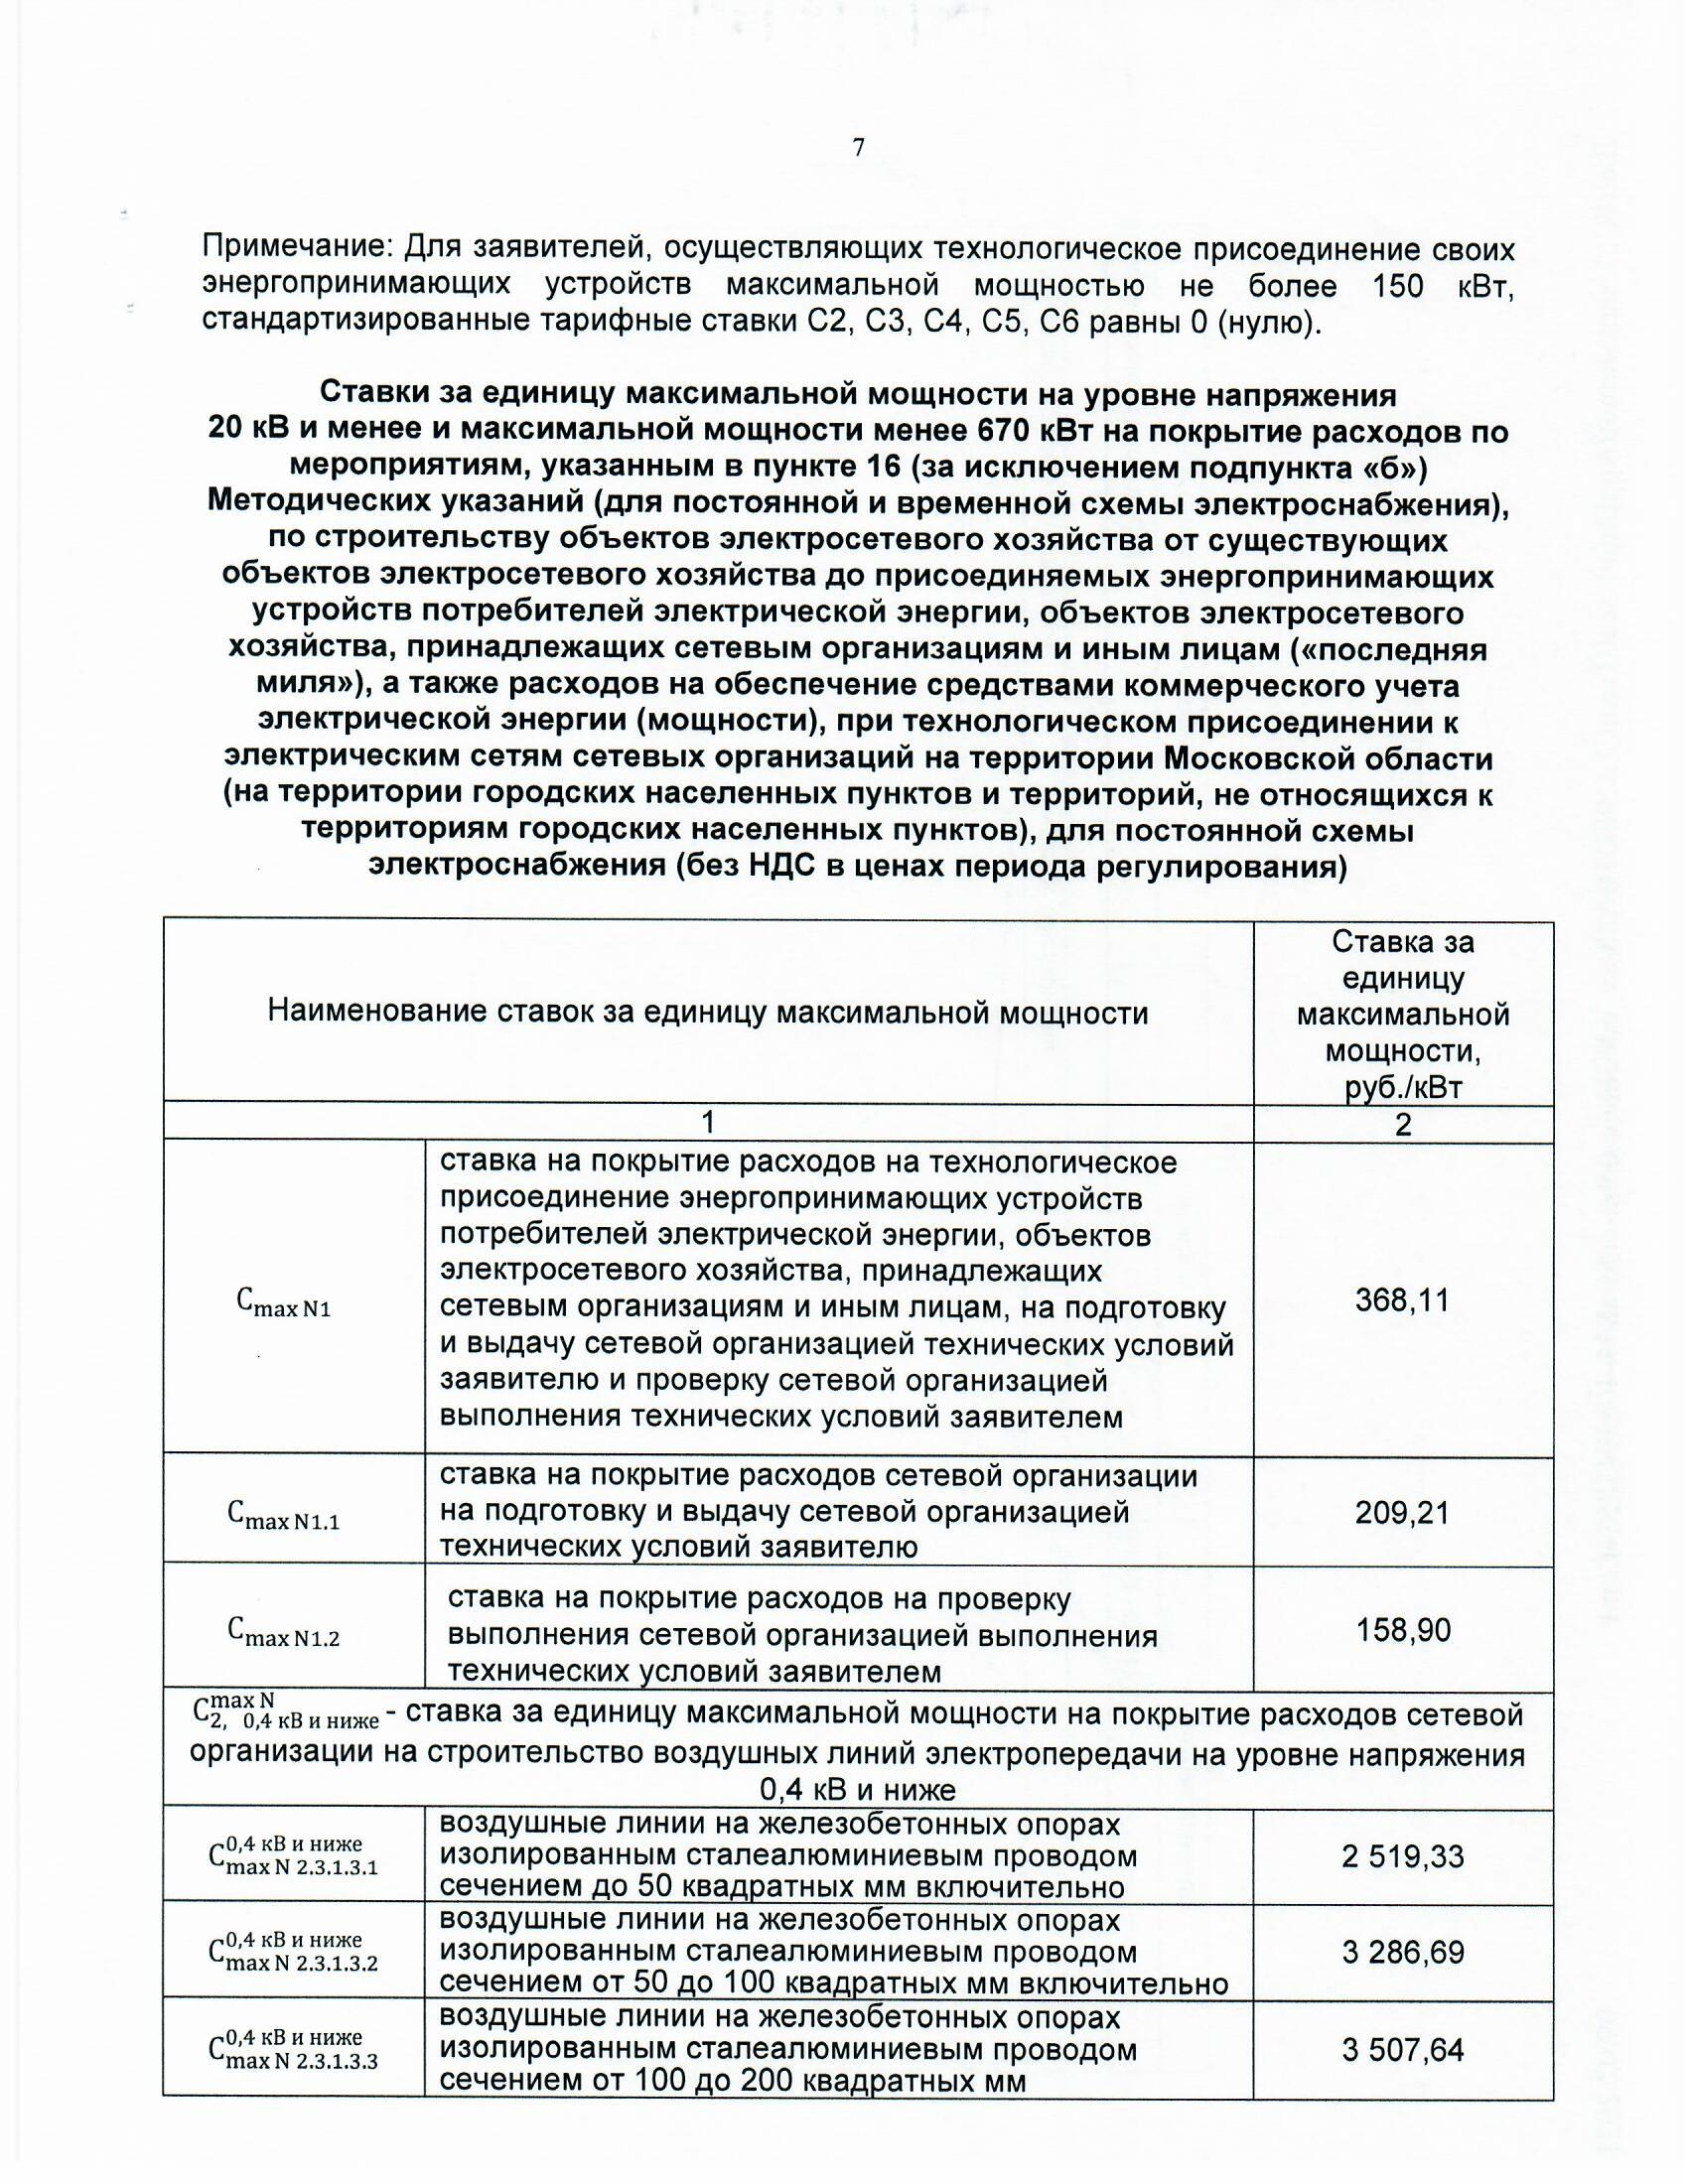 7
Примечание: Для заявителей, осуществляющих технологическое присоединение своих
энергопринимающих устройств максимальной мощностью не более 150 кВт,
стандартизированные тарифные ставки С2, С3, С4, С5, С6 равны 0 (нулю).
Ставки за единицу максимальной мощности на уровне напряжения
20 кВ и менее и максимальной мощности менее 670 кВт на покрытие расходов по
мероприятиям, указанным в пункте 16 (за исключением подпункта «б»)
Методических указаний (для постоянной и временной схемы электроснабжения),
по строительству объектов электросетевого хозяйства от существующих
объектов электросетевого хозяйства до присоединяемых энергопринимающих
устройств потребителей электрической энергии, объектов электросетевого
хозяйства, принадлежащих сетевым организациям и иным лицам («последняя
миля»), а также расходов на обеспечение средствами коммерческого учета
электрической энергии (мощности), при технологическом присоединении к
электрическим сетям сетевых организаций на территории Московской области
(на территории городских населенных пунктов и территорий, не относящихся к
территориям городских населенных пунктов), для постоянной схемы
электроснабжения (без НДС в ценах периода регулирования)
Наименование ставок за единицу максимальной мощности
Ставка за
единицу
максимальной
мощности,
руб./кВт
1
2
C max N1
ставка на покрытие расходов на технологическое
присоединение энергопринимающих устройств
потребителей электрической энергии, объектов
электросетевого хозяйства, принадлежащих
сетевым организациям и иным лицам, на подготовку
и выдачу сетевой организацией технических условий
заявителю и проверку сетевой организацией
выполнения технических условий заявителем
368,11
C max N1.1
ставка на покрытие расходов сетевой организации
на подготовку и выдачу сетевой организацией
технических условий заявителю
209,21
C max N1.2
ставка на покрытие расходов на проверку
выполнения сетевой организацией выполнения
технических условий заявителем
158,90
C max N 2, 0,4 кВ и ниже - ставка за единицу максимальной мощности на покрытие расходов сетевой
организации на строительство воздушных линий электропередачи на уровне напряжения
0,4 кВ и ниже
C 0,4 кВ и ниже max N 2.3.1.3.1
воздушные линии на железобетонных опорах
изолированным сталеалюминиевым проводом
сечением до 50 квадратных мм включительно
2 519,33
C 0,4 кВ и ниже max N 2.3.1.3.2
воздушные линии на железобетонных опорах
изолированным сталеалюминиевым проводом
сечением от 50 до 100 квадратных мм включительно
3 286,69
C 0,4 кВ и ниже max N 2.3.1.3.3
воздушные линии на железобетонных опорах
изолированным сталеалюминиевым проводом
сечением от 100 до 200 квадратных мм
3 507,64